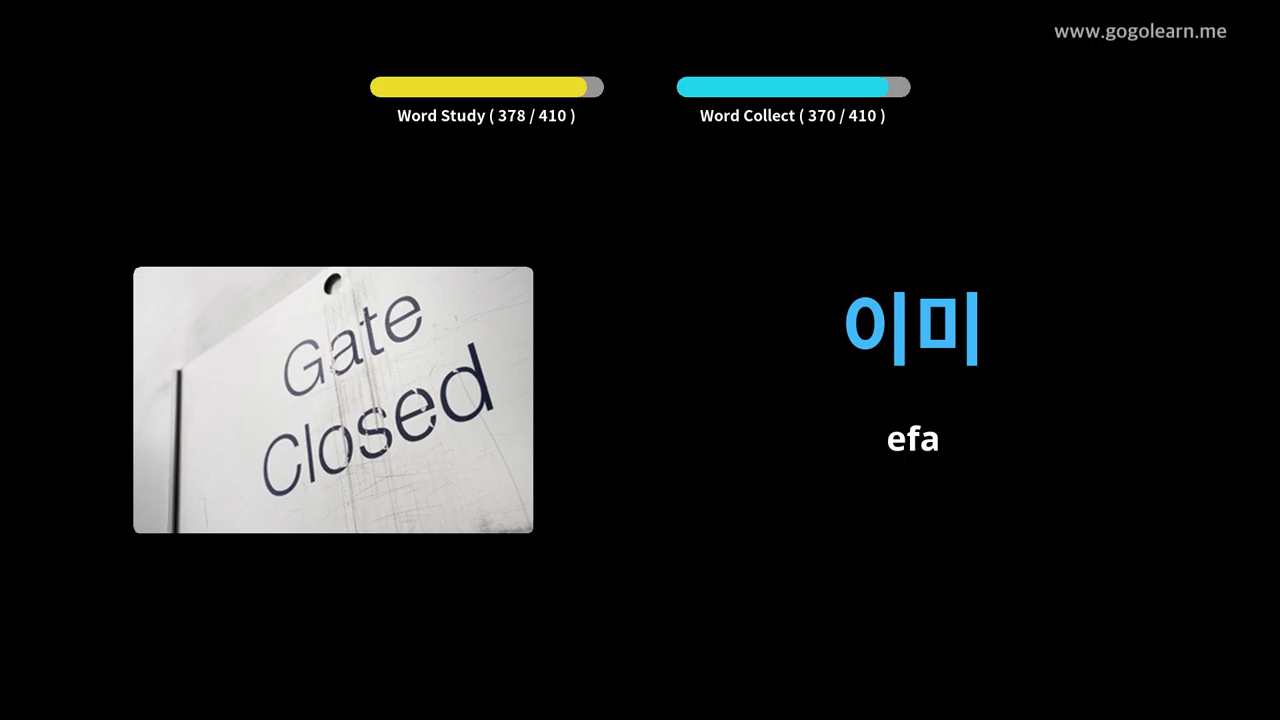 www.gogolearn.me
Word Study ( 378 / 410 )
Word Collect ( 370 / 410 )
Gate
Closed
이미
efa